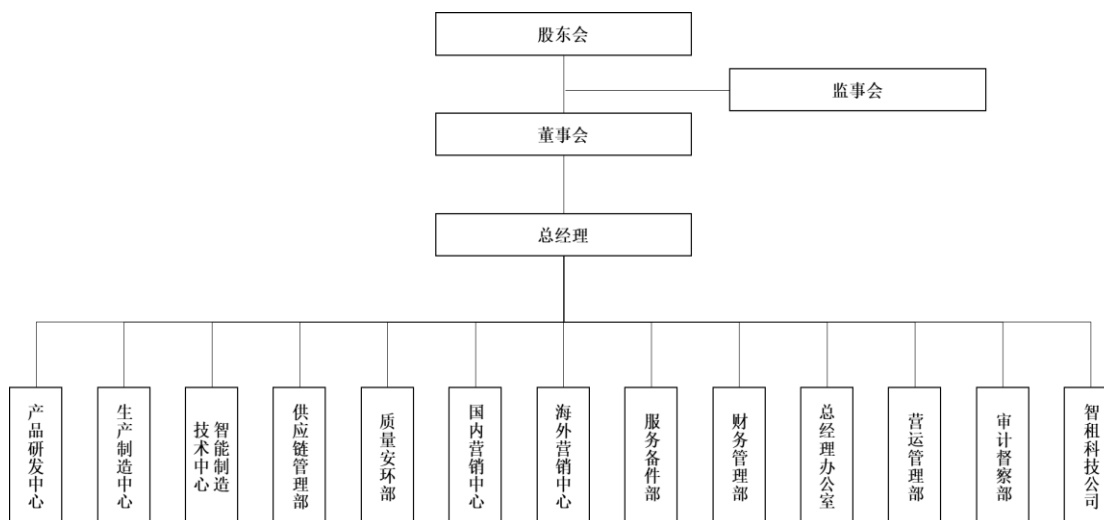 股东会
监事会
董事会
总经理
产品研发中心
生产制造中心
智能制造
技术中心
供应链管理部
质量安环部
国内营销中心
海外营销中心
服务备件部
财务管理部
总经理办公室
营运管理部
审计督察部
智租科技公司